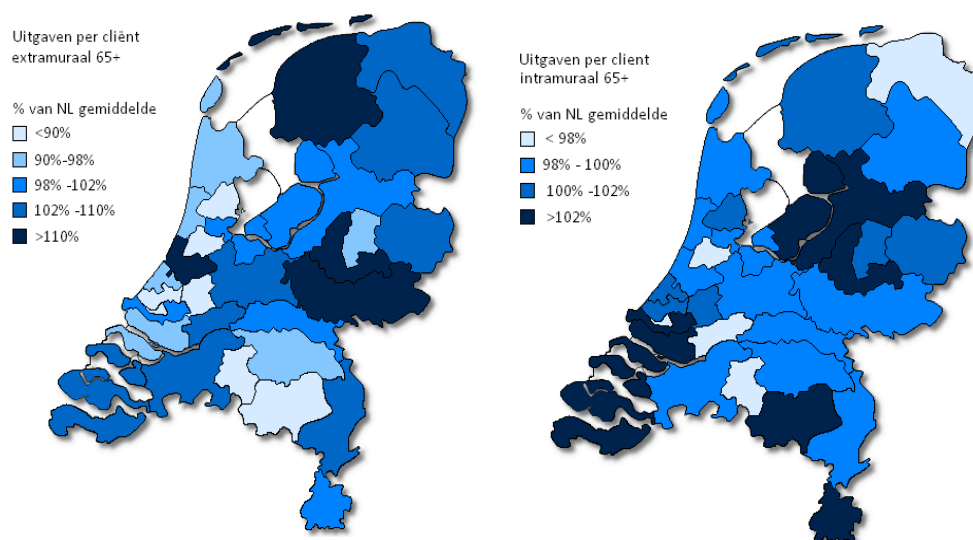 Uitgaven per cliënt
extramuraal 65+
% van NL gemiddelde
<90%
90%-98%
98% -102%
102% -110%
>110%
Uitgaven per client
intramuraal 65+
% van NL gemiddelde
< 98%
98% - 100%
100% -102%
>102%